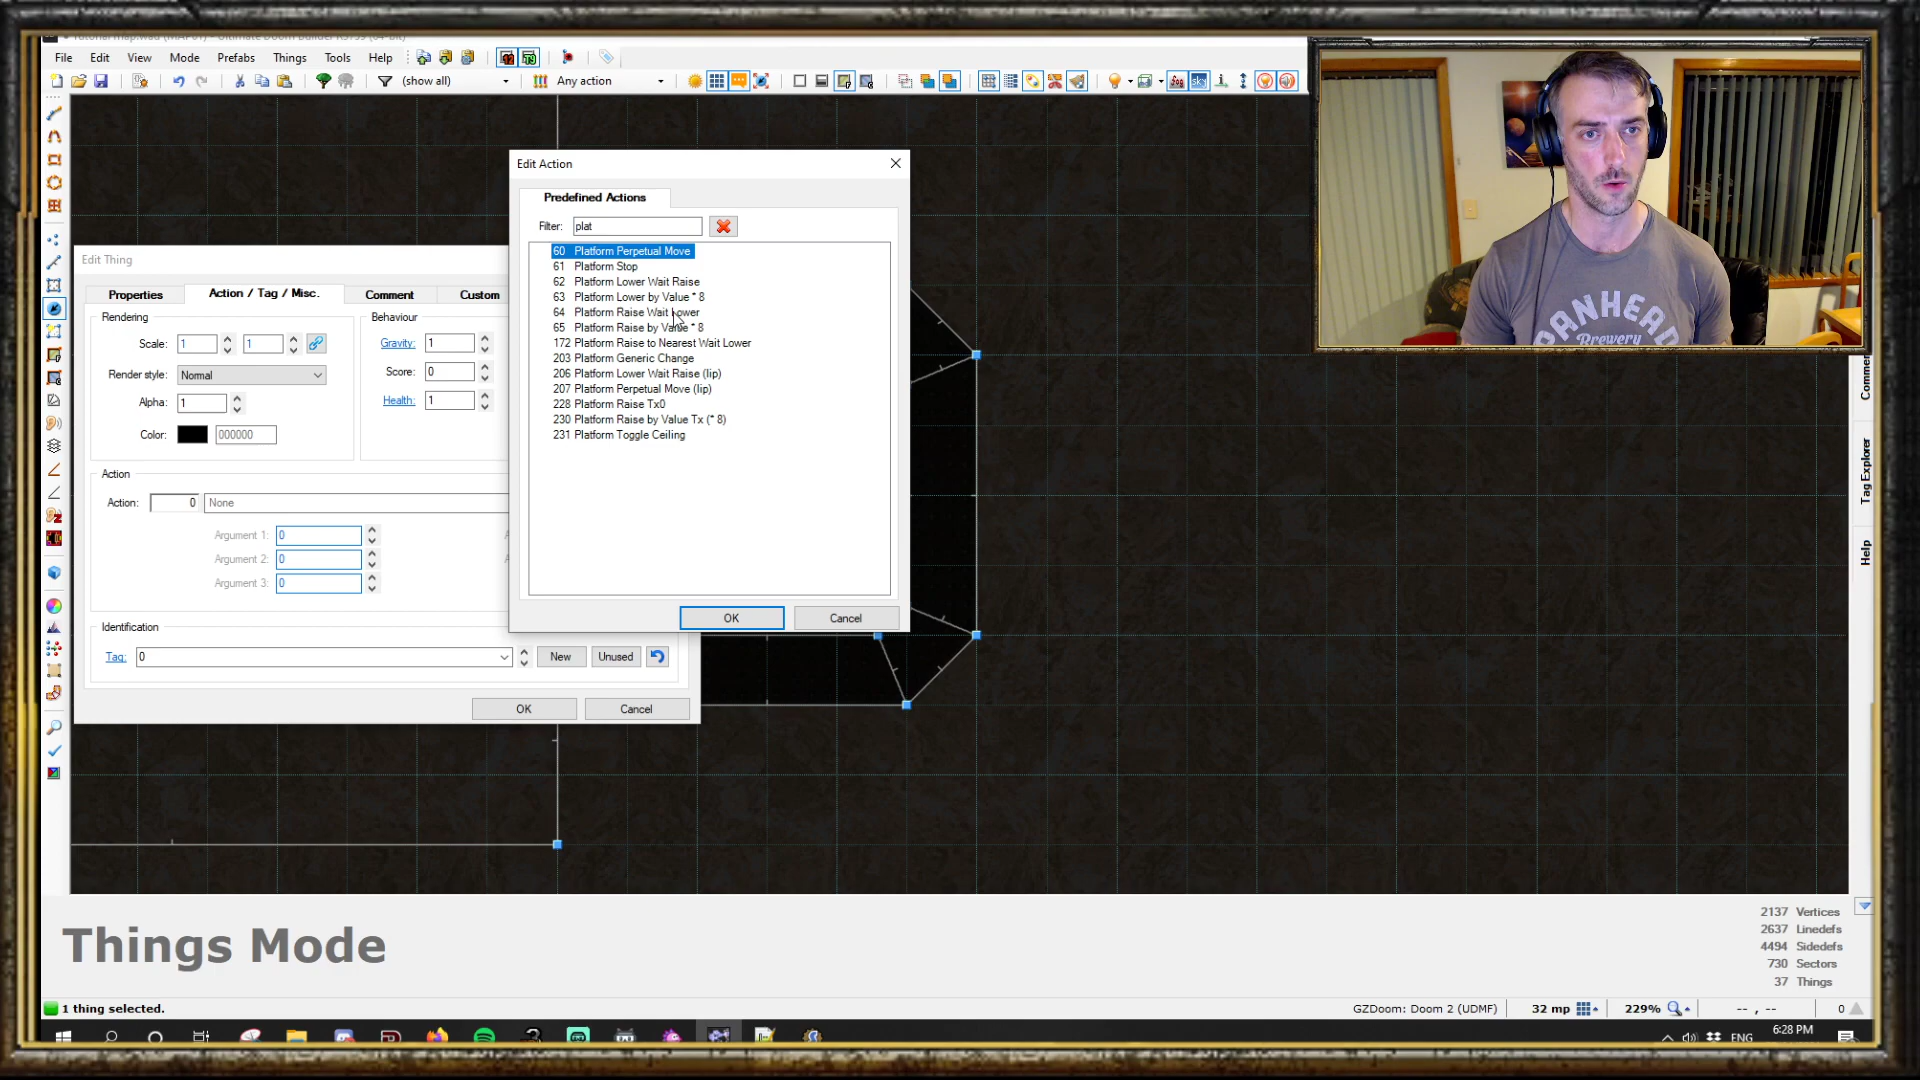 File Edit View Mode Prefabs Things Tools Help
(show all) Any action
Edit Action
Predefined Actions
Filter: plat
60 Platform Perpetual Move
61 Platform Stop
62 Platform Lower Wait Raise
63 Platform Lower by Value * 8
64 Platform Raise Wait Lower
65 Platform Raise by Value * 8
172 Platform Raise to Nearest Wait Lower
203 Platform Generic Change
206 Platform Lower Wait Raise (lip)
207 Platform Perpetual Move (lip)
228 Platform Raise Tx0
230 Platform Raise by Value Tx (* 8)
231 Platform Toggle Ceiling
OK Cancel
Edit Thing
Properties Action / Tag / Misc. Comment Custom
Rendering
Scale: 1 1
Render style: Normal
Alpha: 1
Color: 000000
Behaviour
Gravity: 1
Score: 0
Health: 1
Action
Action: 0 None
Argument 1: 0
Argument 2: 0
Argument 3: 0
Identification
Tag: 0 New Unused
OK Cancel
PANHEAD
Brewery
Tag Explorer
Help
Things Mode
2137 Vertices
2637 Linedefs
4494 Sidedefs
730 Sectors
37 Things
1 thing selected.
GZDoom: Doom 2 (UDMF) 32 mp 229% -- , -- 0
ENG 6:28 PM